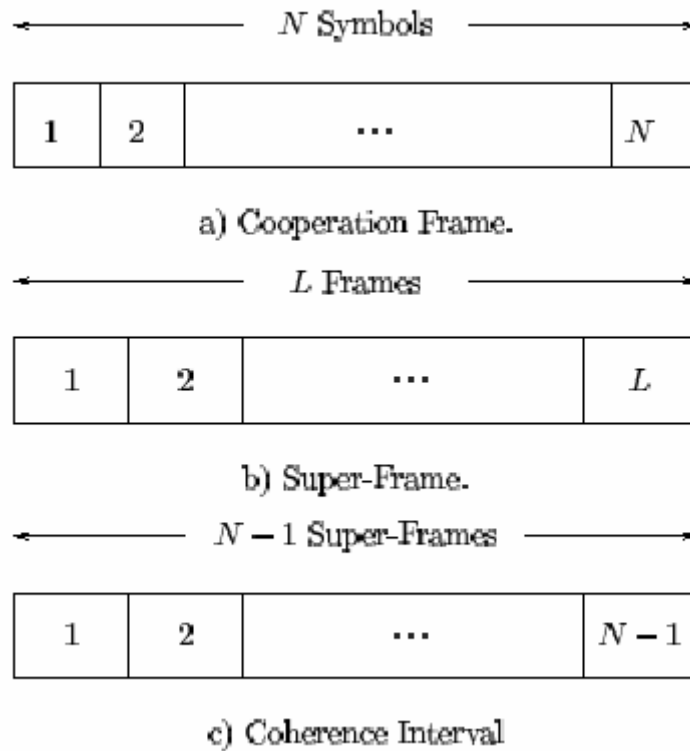 N Symbols
1 2 ... N
a) Cooperation Frame.
L Frames
1 2 ... L
b) Super-Frame.
N − 1 Super-Frames
1 2 ... N − 1
c) Coherence Interval